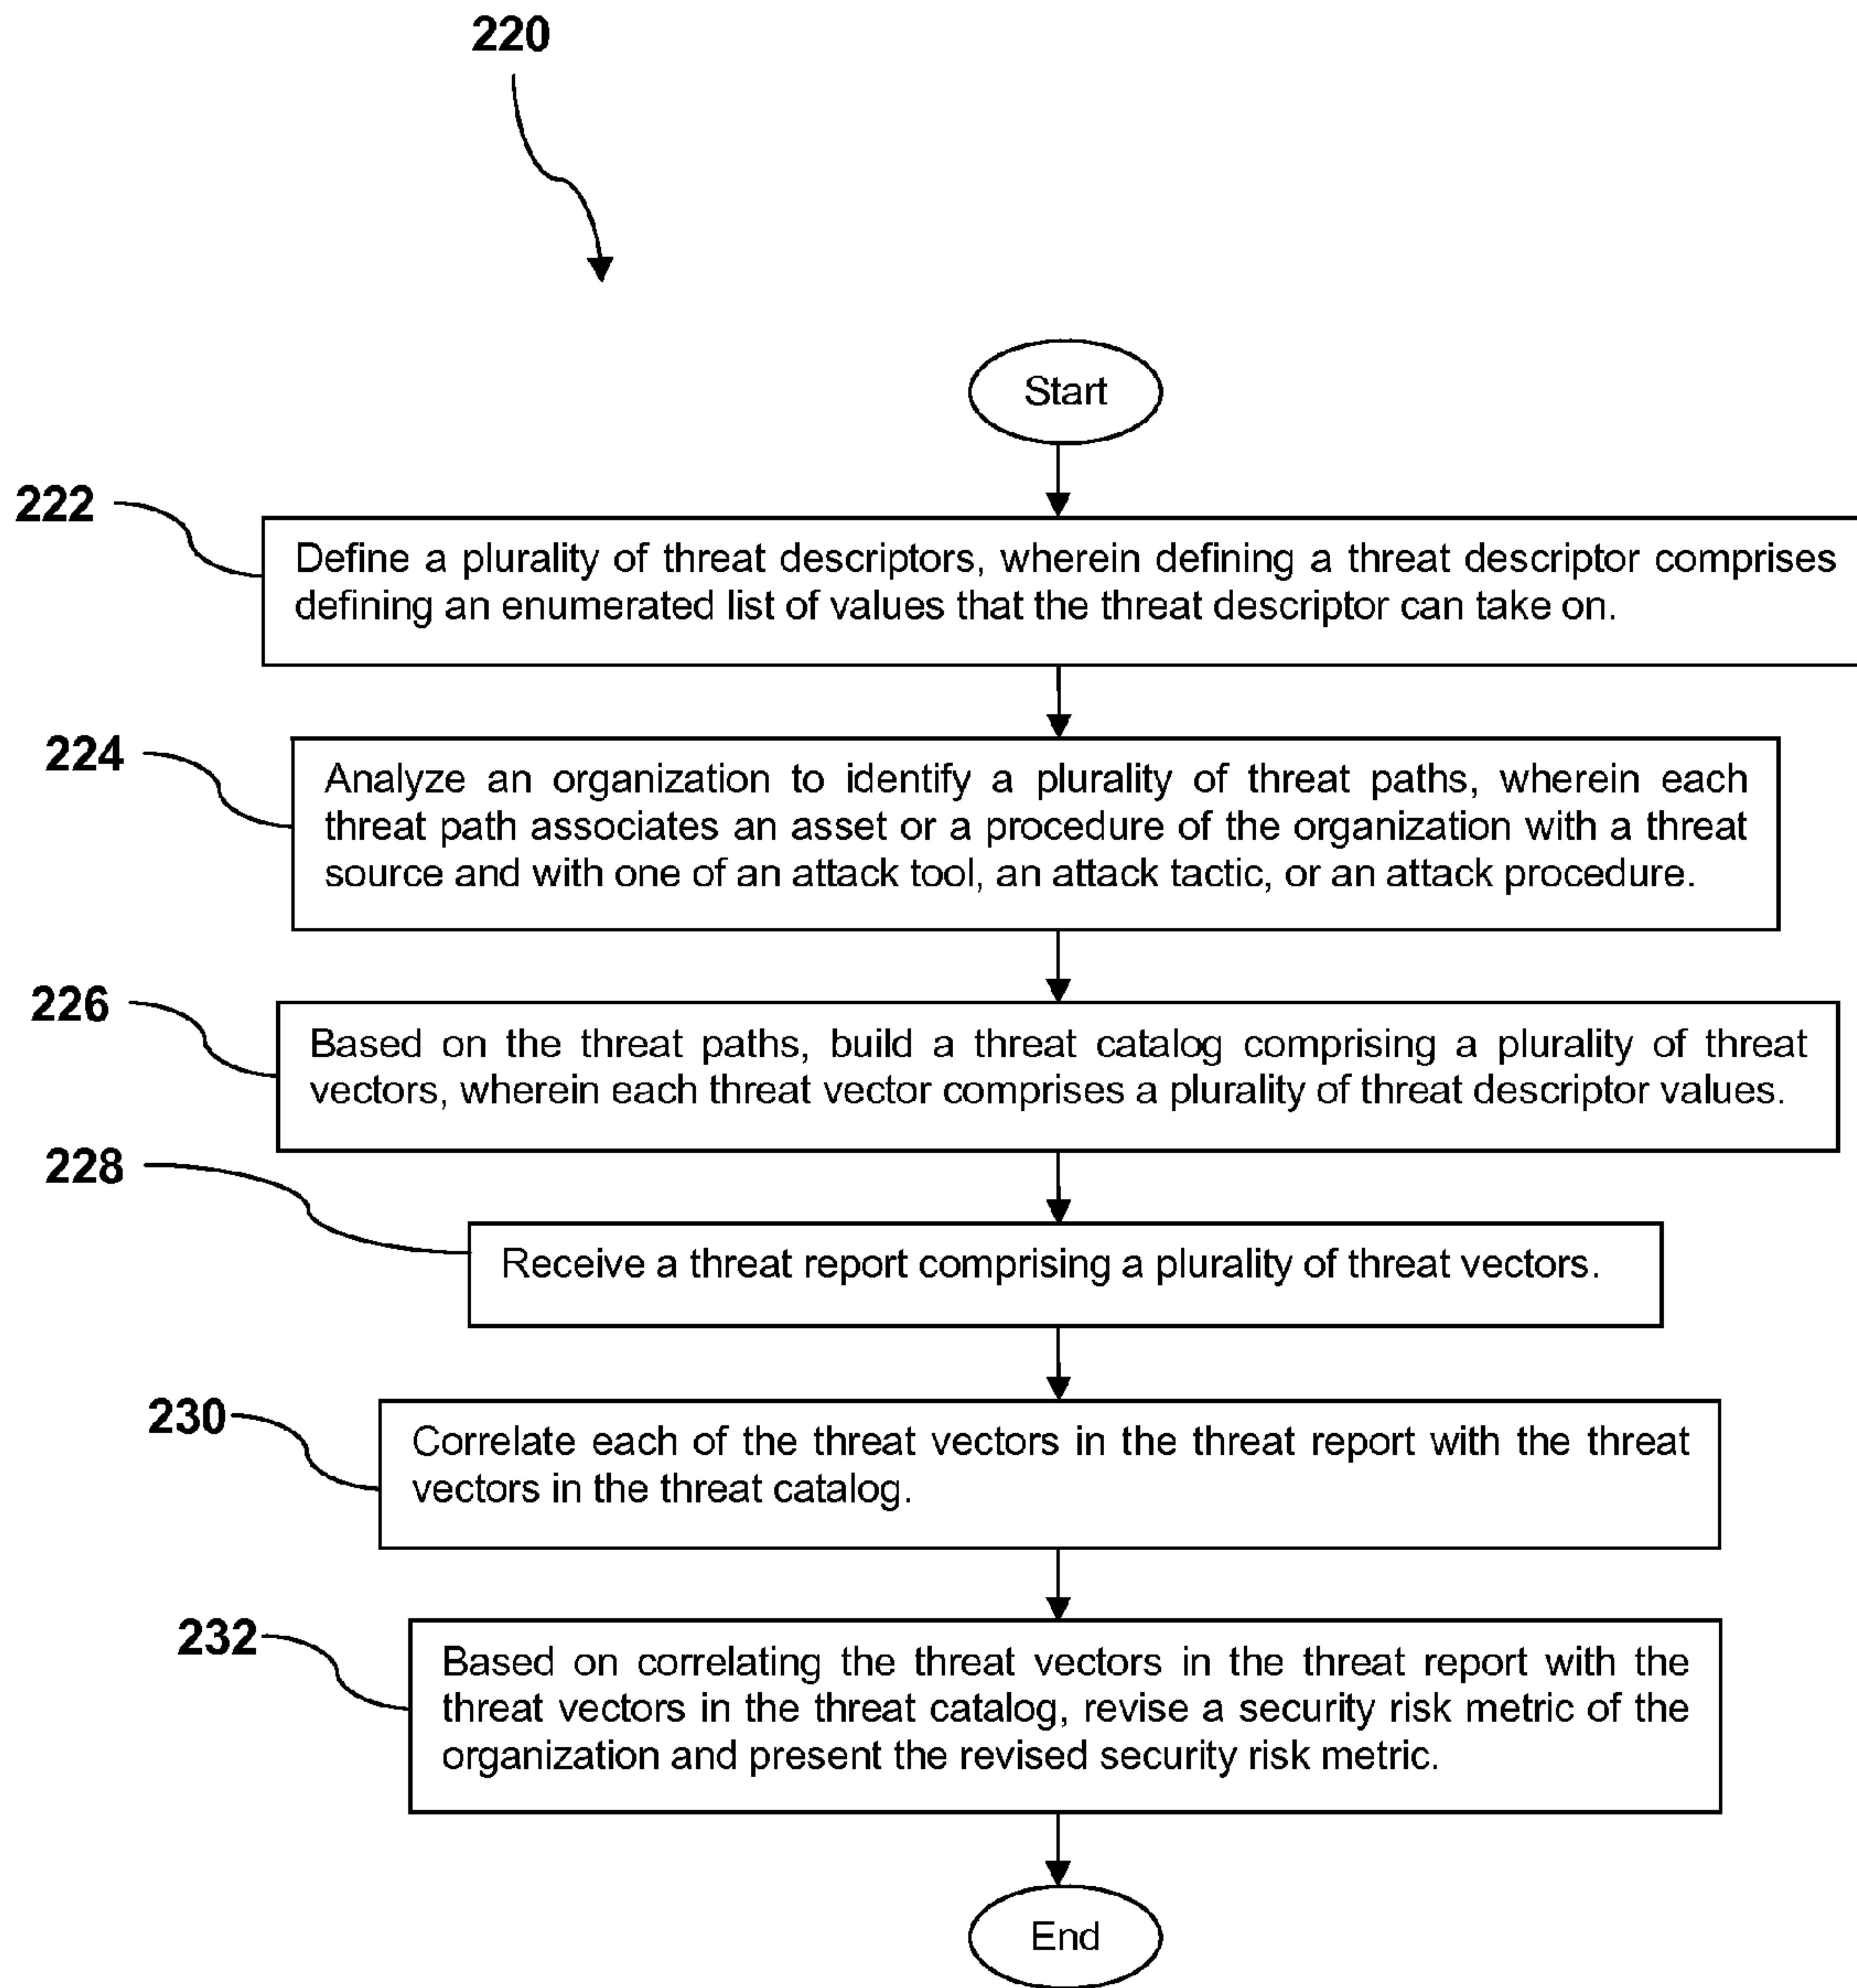 220
Start
222
Define a plurality of threat descriptors, wherein defining a threat descriptor comprises
defining an enumerated list of values that the threat descriptor can take on.
224
Analyze an organization to identify a plurality of threat paths, wherein each
threat path associates an asset or a procedure of the organization with a threat
source and with one of an attack tool, an attack tactic, or an attack procedure.
226
Based on the threat paths, build a threat catalog comprising a plurality of threat
vectors, wherein each threat vector comprises a plurality of threat descriptor values.
228
Receive a threat report comprising a plurality of threat vectors.
230
Correlate each of the threat vectors in the threat report with the threat
vectors in the threat catalog.
232
Based on correlating the threat vectors in the threat report with the
threat vectors in the threat catalog, revise a security risk metric of the
organization and present the revised security risk metric.
End